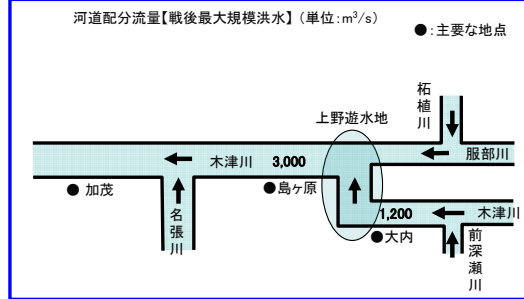 河道配分流量【戦後最大規模洪水】（単位:m³/s）
●:主要な地点
上野遊水地
柘植川
木津川
3,000
服部川
●加茂
名張川
●島ヶ原
1,200
木津川
●大内
前深瀬川